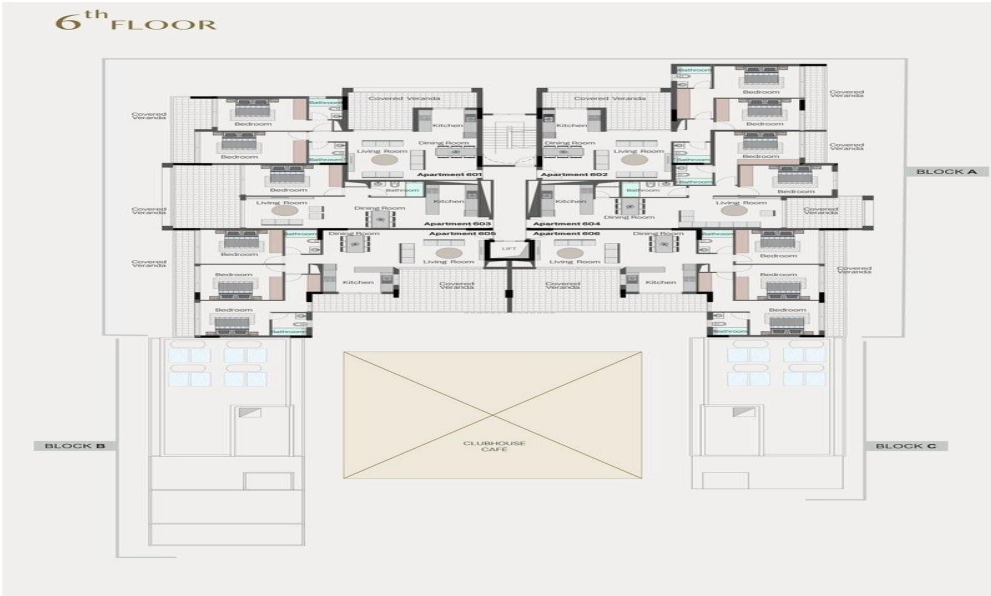 6th FLOOR
Covered
Veranda
Bedroom
Bathroom
Covered Veranda
Kitchen
Covered Veranda
Kitchen
Bathroom
Bedroom
Bedroom
Covered
Veranda
Bedroom
Bathroom
Living Room
Dining Room
Apartment 601
Dining Room
Living Room
Apartment 602
Bathroom
Bedroom
Covered
Veranda
BLOCK A
Bedroom
Bathroom
Kitchen
Kitchen
Bathroom
Bathroom
Bedroom
Covered
Veranda
Living Room
Dining Room
Apartment 603
Apartment 604
Dining Room
Living Room
Covered
Veranda
Bedroom
Bathroom
Dining Room
Apartment 605
Living Room
LIFT
Apartment 606
Living Room
Dining Room
Bathroom
Bedroom
Covered
Veranda
Bedroom
Kitchen
Covered
Veranda
Covered
Veranda
Kitchen
Bedroom
Covered
Veranda
Bedroom
Bathroom
Bathroom
Bedroom
CLUBHOUSE
CAFE
BLOCK B
BLOCK C